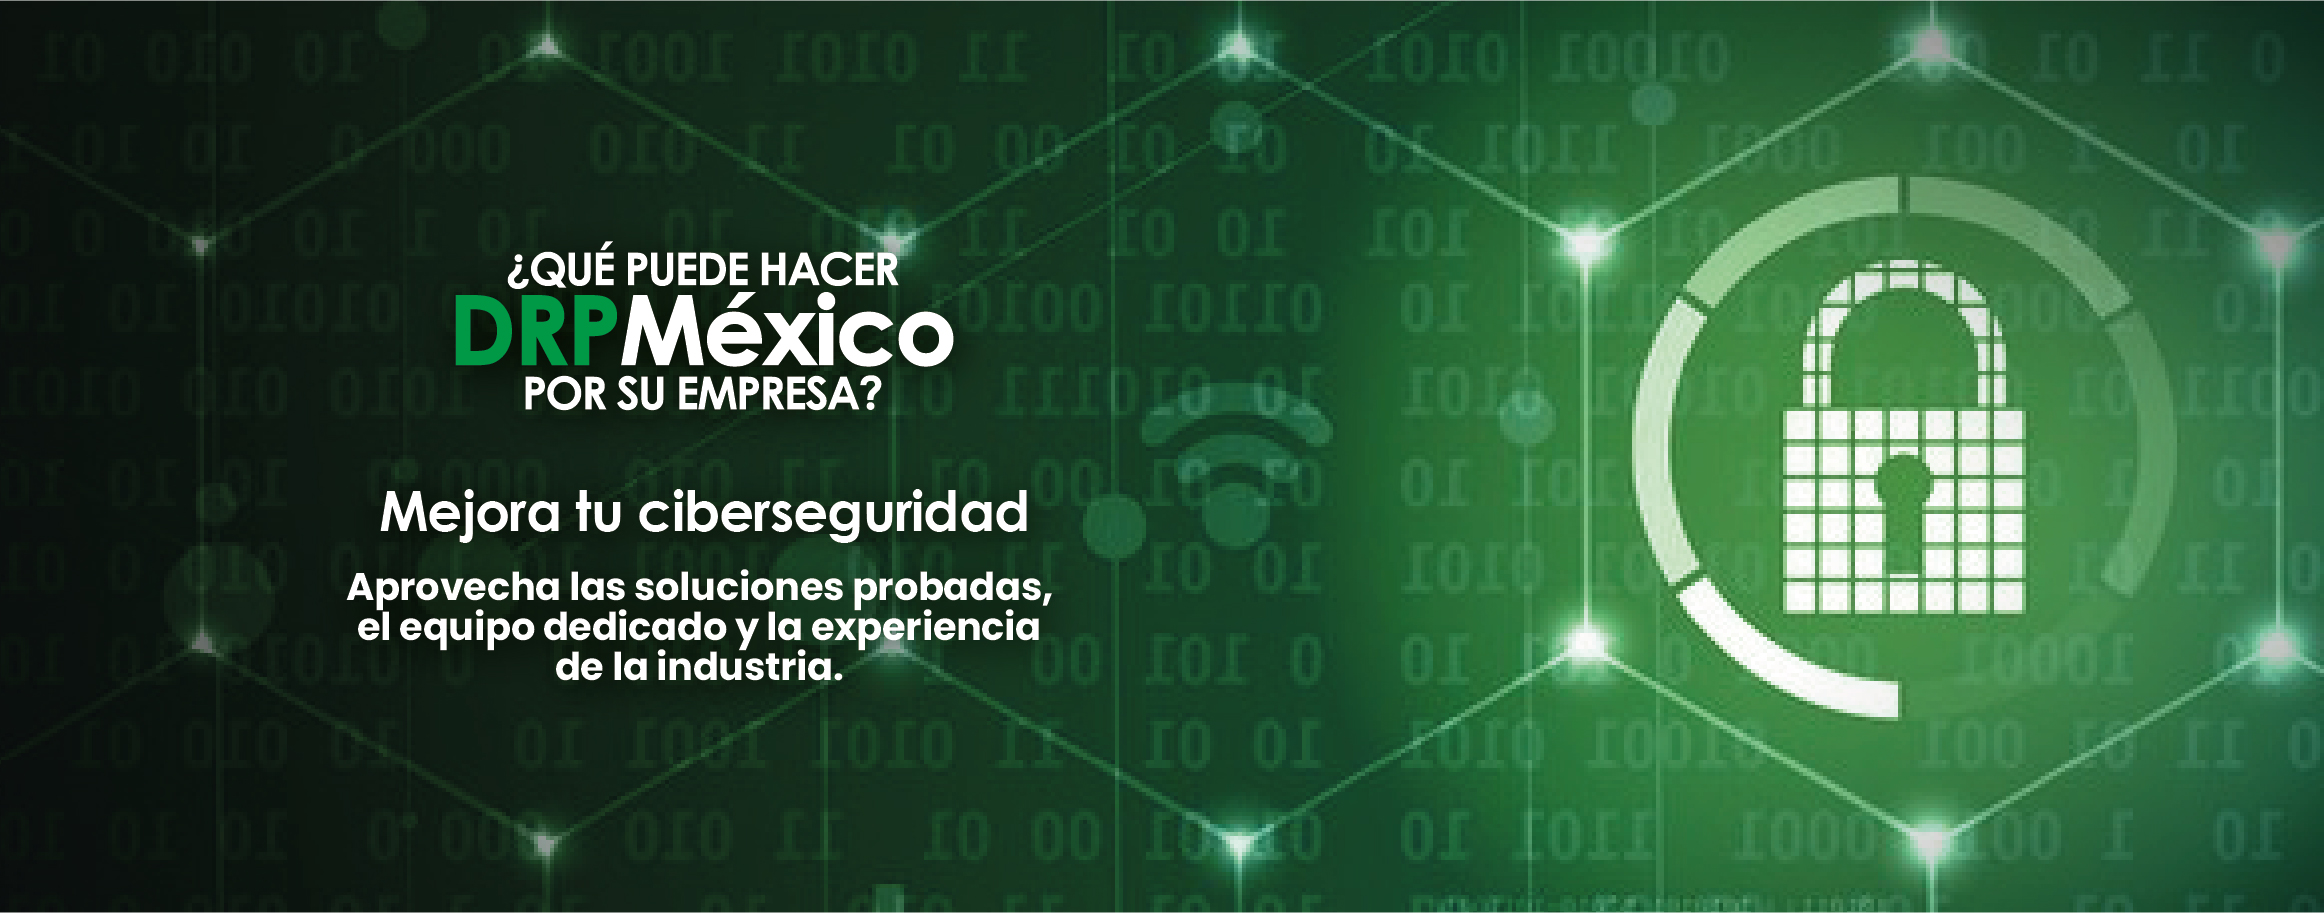 ¿QUÉ PUEDE HACER
DRPMéxico
POR SU EMPRESA?
Mejora tu ciberseguridad
Aprovecha las soluciones probadas,
el equipo dedicado y la experiencia
de la industria.